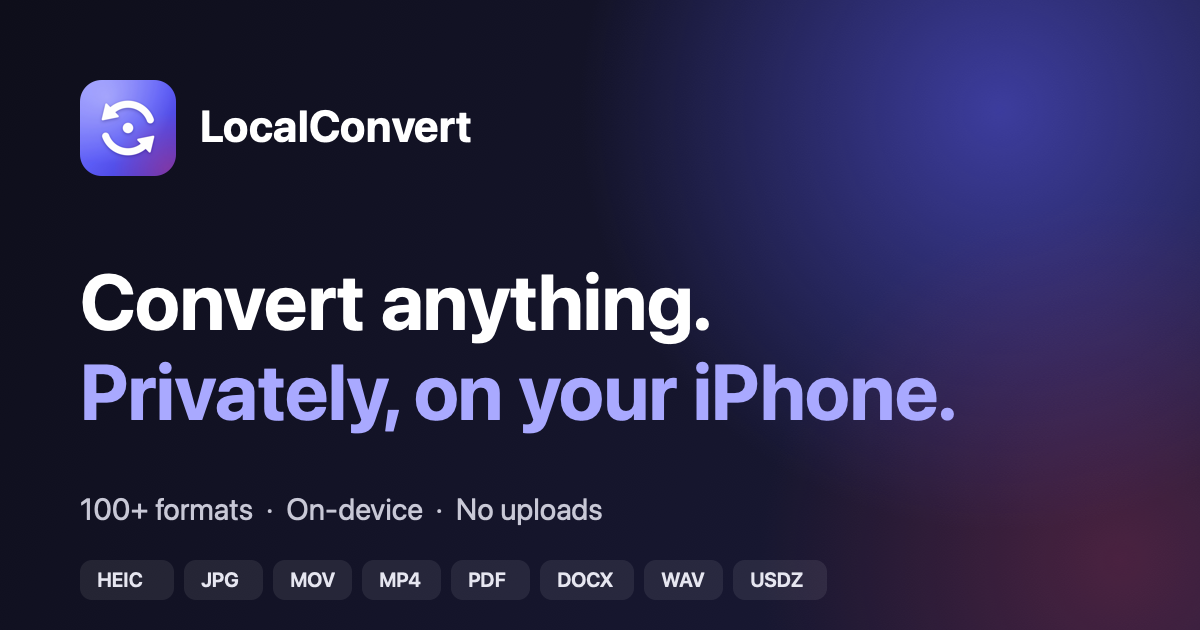 LocalConvert
Convert anything.
Privately, on your iPhone.
100+ formats · On-device · No uploads
HEIC JPG MOV MP4 PDF DOCX WAV USDZ